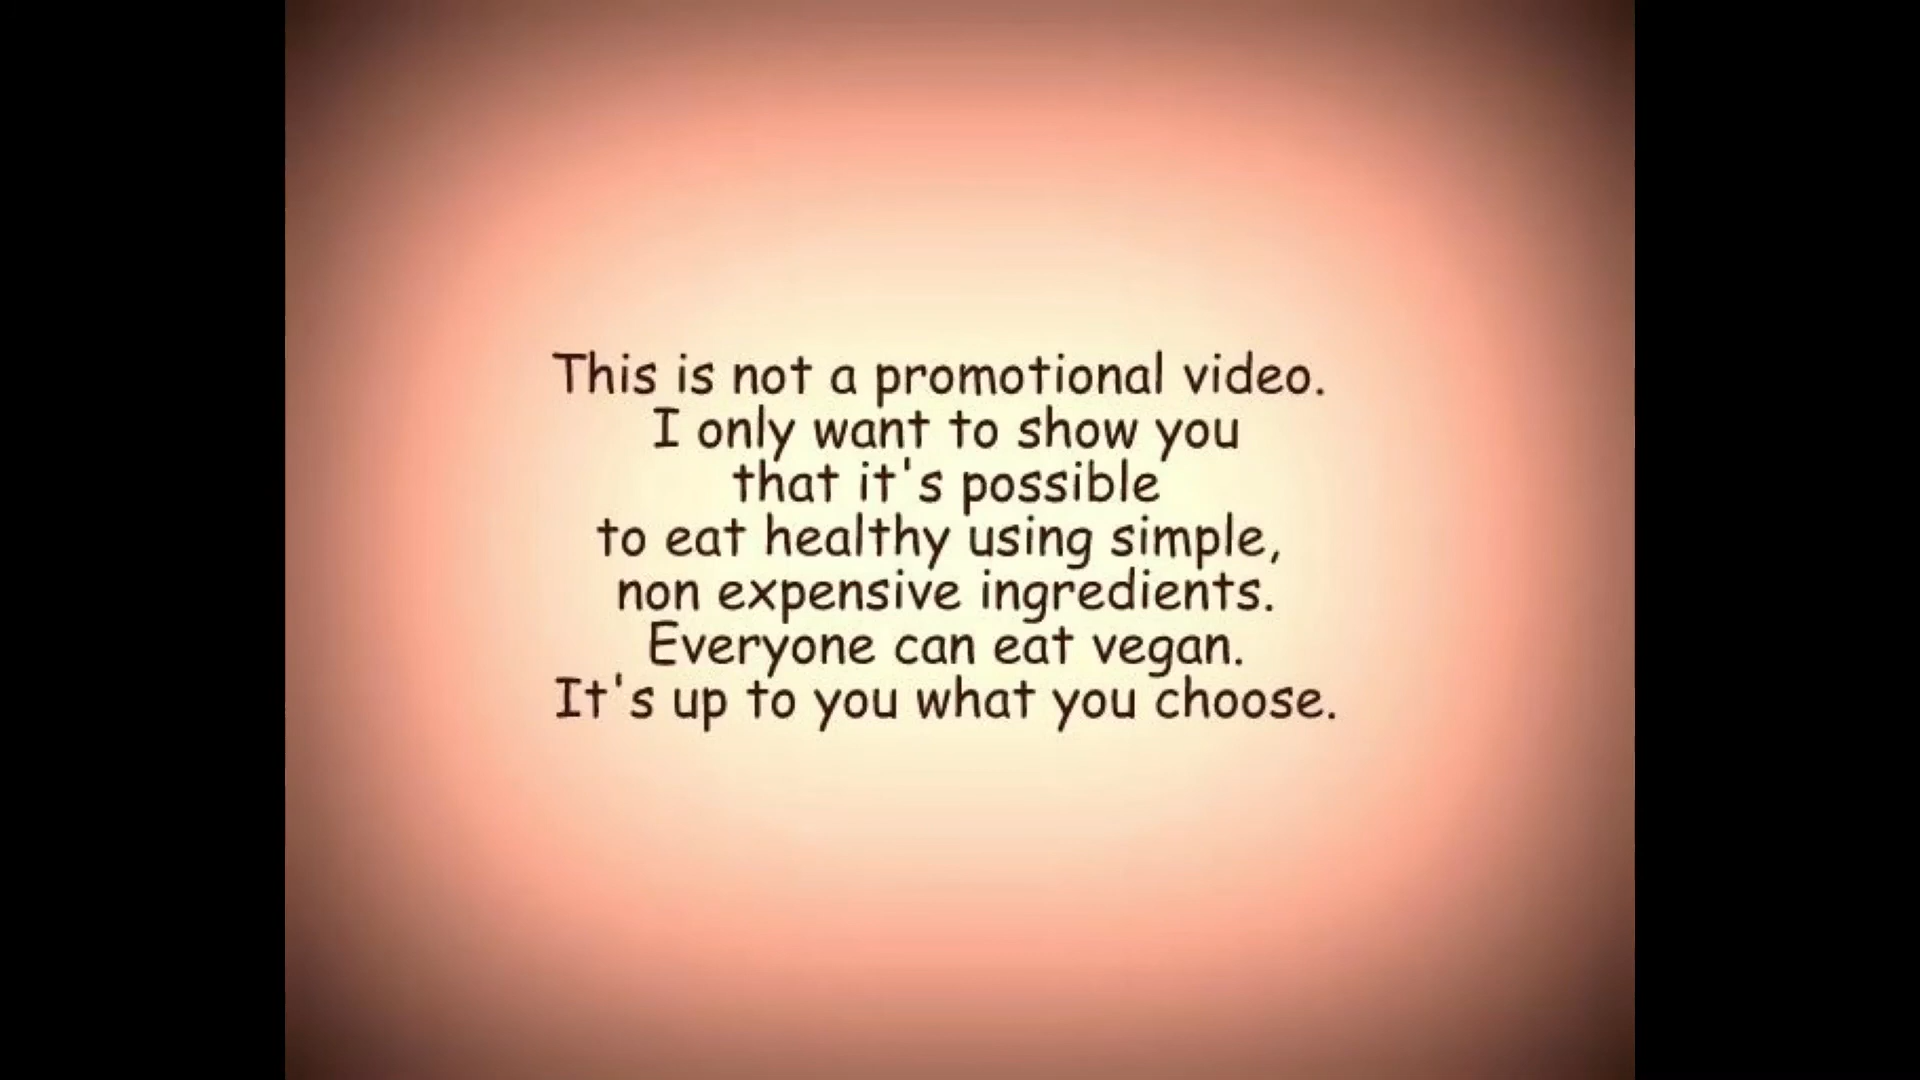 This is not a promotional video.
I only want to show you
that it's possible
to eat healthy using simple,
non expensive ingredients.
Everyone can eat vegan.
It's up to you what you choose.